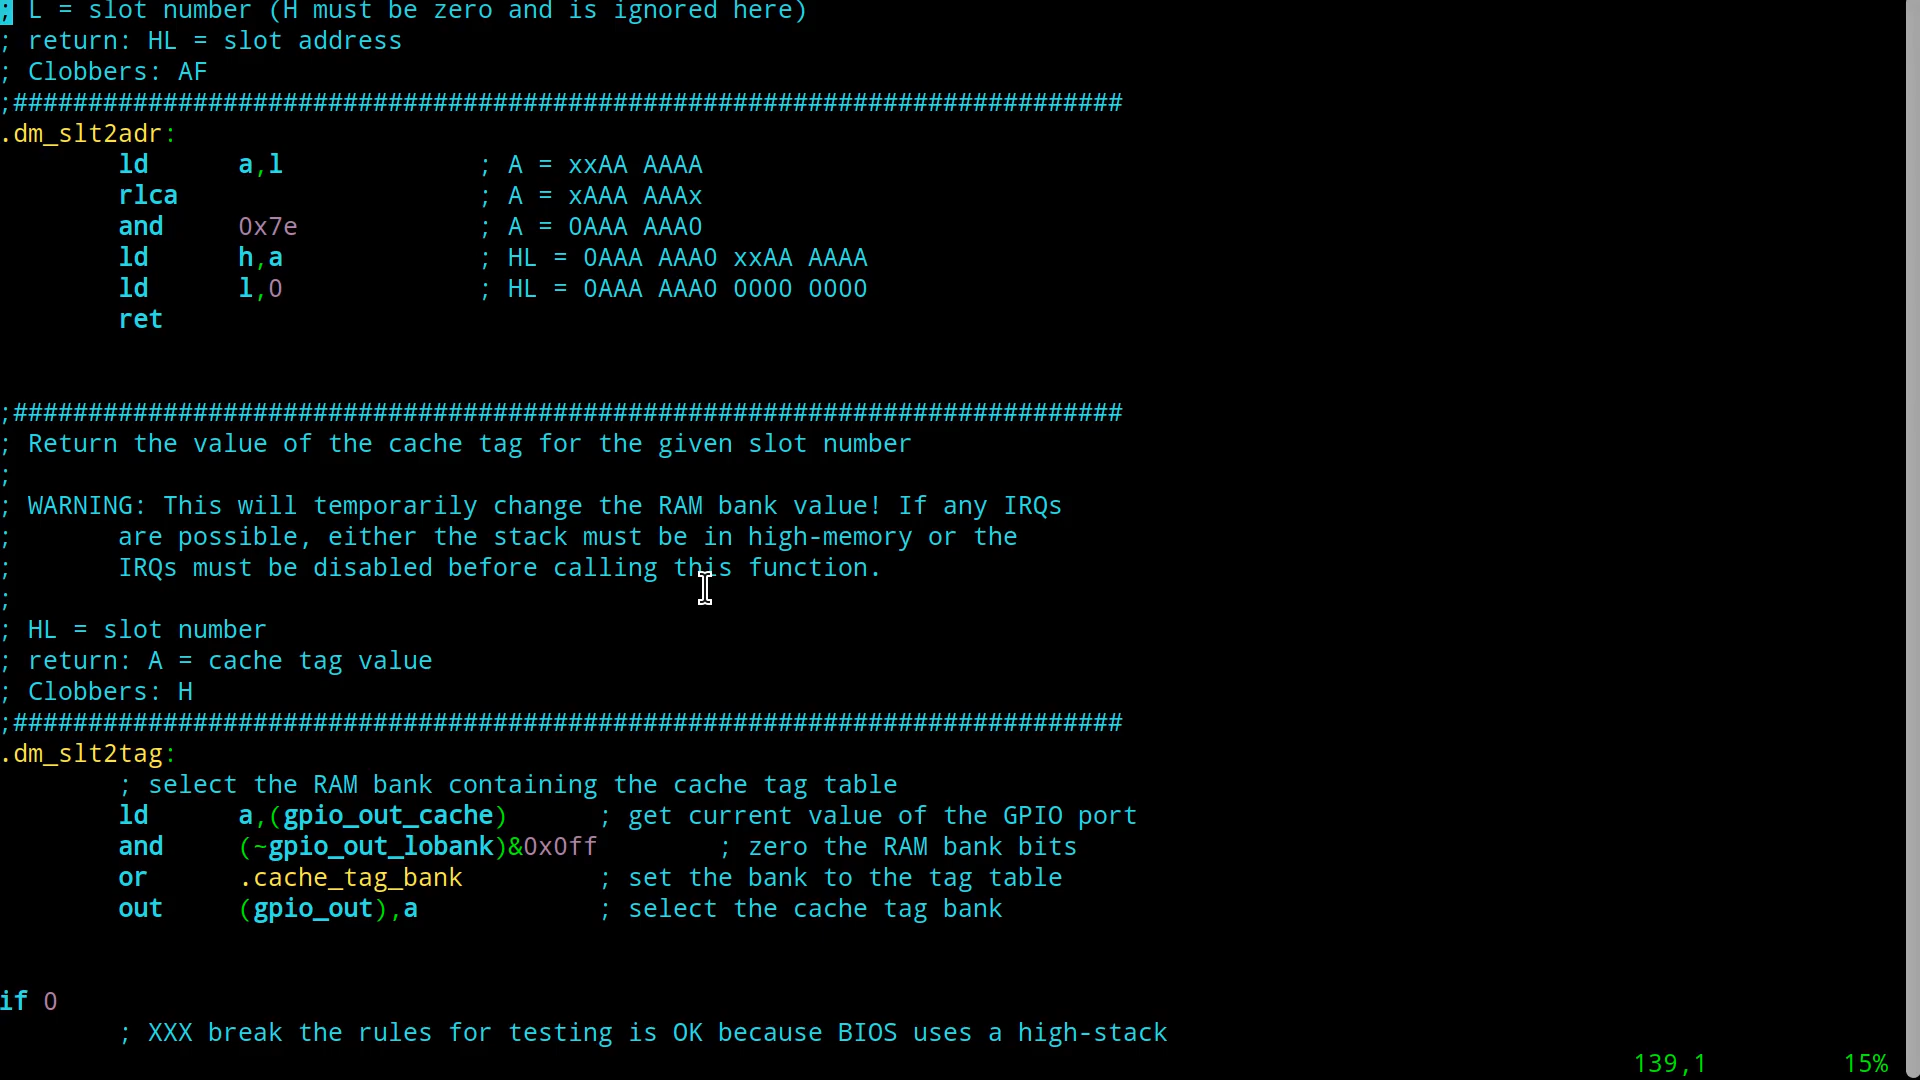 ; L = slot number (H must be zero and is ignored here)
; return: HL = slot address
; Clobbers: AF
;##########################################################################
.dm_slt2adr:
        ld      a,l             ; A = xxAA AAAA
        rlca                    ; A = xAAA AAAx
        and     0x7e            ; A = 0AAA AAA0
        ld      h,a             ; HL = 0AAA AAA0 xxAA AAAA
        ld      l,0             ; HL = 0AAA AAA0 0000 0000
        ret
;##########################################################################
; Return the value of the cache tag for the given slot number
;
; WARNING: This will temporarily change the RAM bank value! If any IRQs
;       are possible, either the stack must be in high-memory or the
;       IRQs must be disabled before calling this function.
;
; HL = slot number
; return: A = cache tag value
; Clobbers: H
;##########################################################################
.dm_slt2tag:
        ; select the RAM bank containing the cache tag table
        ld      a,(gpio_out_cache)      ; get current value of the GPIO port
        and     (~gpio_out_lobank)&0x0ff        ; zero the RAM bank bits
        or      .cache_tag_bank         ; set the bank to the tag table
        out     (gpio_out),a            ; select the cache tag bank
if 0
        ; XXX break the rules for testing is OK because BIOS uses a high-stack
139,1 15%